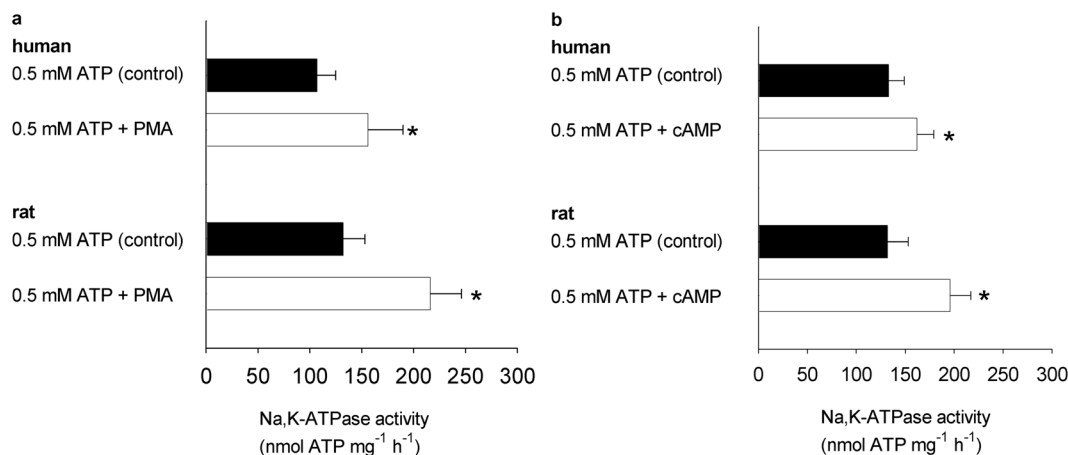 a
human
0.5 mM ATP (control)
0.5 mM ATP + PMA
*
rat
0.5 mM ATP (control)
0.5 mM ATP + PMA
*
0 50 100 150 200 250 300
Na,K-ATPase activity
(nmol ATP mg⁻¹ h⁻¹)
b
human
0.5 mM ATP (control)
0.5 mM ATP + cAMP
*
rat
0.5 mM ATP (control)
0.5 mM ATP + cAMP
*
0 50 100 150 200 250 300
Na,K-ATPase activity
(nmol ATP mg⁻¹ h⁻¹)